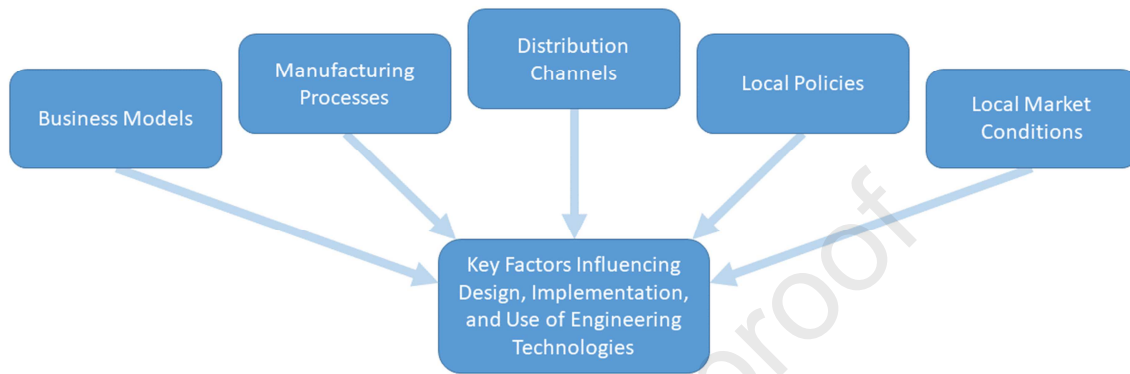 Business Models
Manufacturing
Processes
Distribution
Channels
Local Policies
Local Market
Conditions
Key Factors Influencing
Design, Implementation,
and Use of Engineering
Technologies
proof